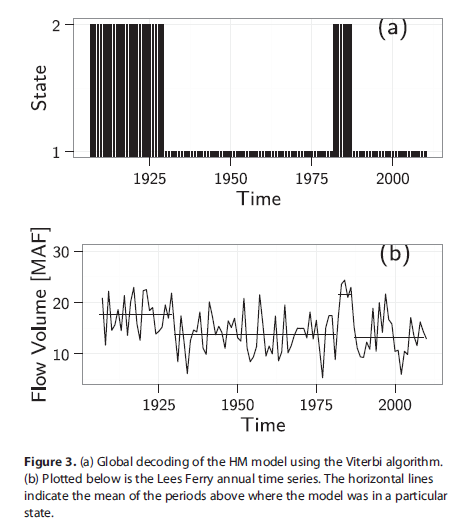 (a)
2
1
State
1925 1950 1975 2000
Time
(b)
30
20
10
Flow Volume [MAF]
1925 1950 1975 2000
Time
Figure 3. (a) Global decoding of the HM model using the Viterbi algorithm.
(b) Plotted below is the Lees Ferry annual time series. The horizontal lines
indicate the mean of the periods above where the model was in a particular
state.